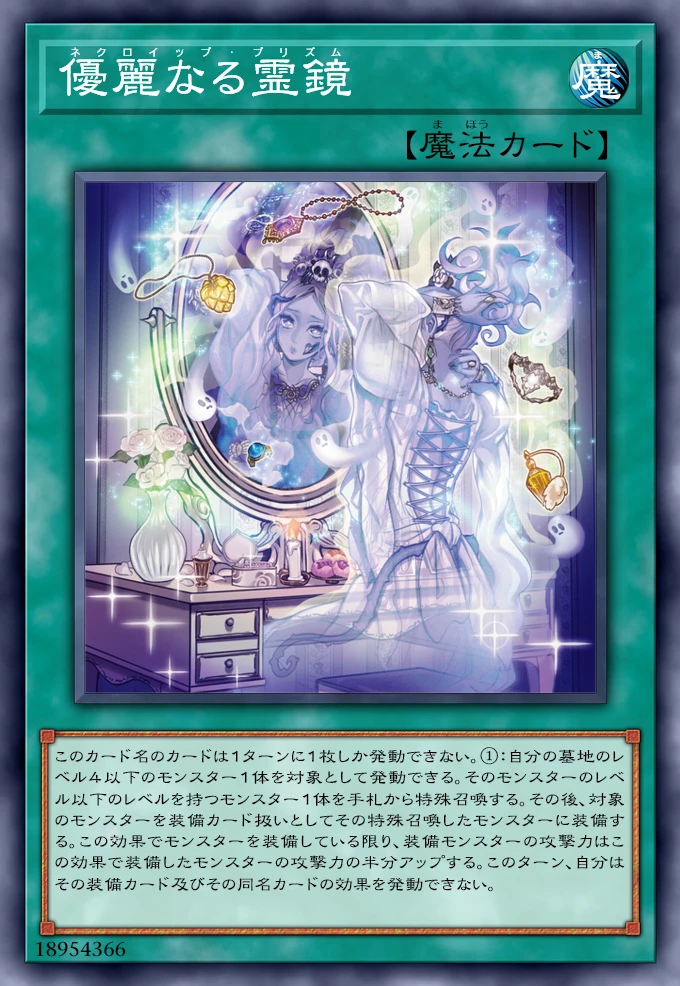 ネクロイップ・プリズム
優麗なる霊鏡
魔
【魔法カード】
このカード名のカードは1ターンに1枚しか発動できない。①:自分の墓地のレ
ベル4以下のモンスター1体を対象として発動できる。そのモンスターのレベ
ル以下のレベルを持つモンスター1体を手札から特殊召喚する。その後、対象
のモンスターを装備カード扱いとしてその特殊召喚したモンスターに装備す
る。この効果でモンスターを装備している限り、装備モンスターの攻撃力はこ
の効果で装備したモンスターの攻撃力の半分アップする。このターン、自分は
その装備カード及びその同名カードの効果を発動できない。
18954366